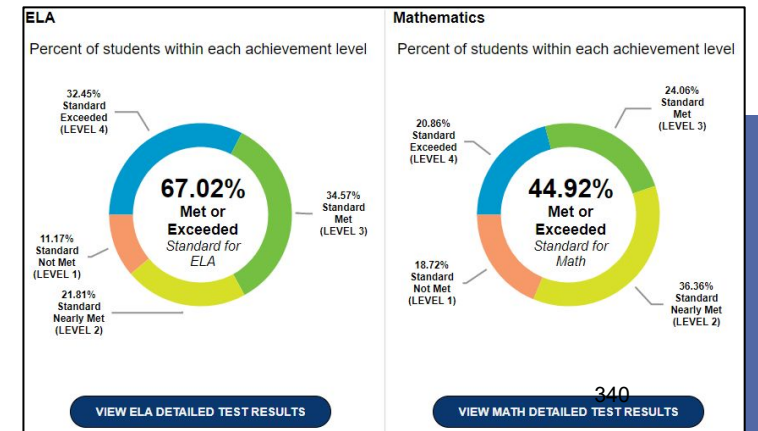 ELA
Percent of students within each achievement level
32.45%
Standard
Exceeded
(LEVEL 4)
67.02%
Met or
Exceeded
Standard for
ELA
34.57%
Standard
Met
(LEVEL 3)
11.17%
Standard
Not Met
(LEVEL 1)
21.81%
Standard
Nearly Met
(LEVEL 2)
VIEW ELA DETAILED TEST RESULTS
Mathematics
Percent of students within each achievement level
24.06%
Standard
Met
(LEVEL 3)
20.86%
Standard
Exceeded
(LEVEL 4)
44.92%
Met or
Exceeded
Standard for
Math
18.72%
Standard
Not Met
(LEVEL 1)
36.36%
Standard
Nearly Met
(LEVEL 2)
340
VIEW MATH DETAILED TEST RESULTS